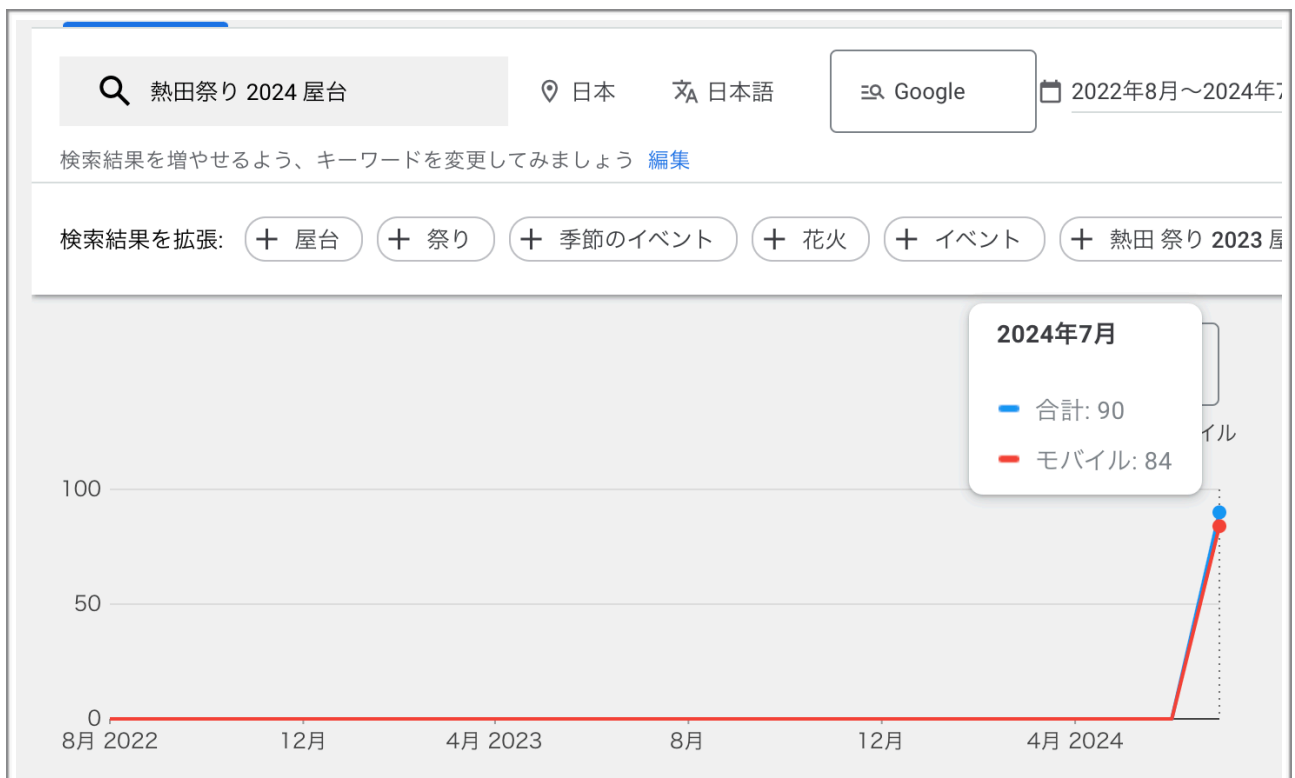 熱田祭り 2024 屋台 日本 日本語 Google 2022年8月〜2024年7
検索結果を増やせるよう、キーワードを変更してみましょう 編集
検索結果を拡張: 屋台 祭り 季節のイベント 花火 イベント 熱田 祭り 2023 屋
2024年7月
合計: 90
モバイル: 84
イル
100
50
0
8月 2022 12月 4月 2023 8月 12月 4月 2024